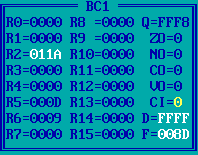 BC1
R0=0000 R8 =0000 Q=FFF8
R1=0000 R9 =0000 ZO=0
R2=011A R10=0000 NO=0
R3=0000 R11=0000 CO=0
R4=0000 R12=0000 VO=0
R5=000D R13=0000 CI=0
R6=0009 R14=0000 D=FFFF
R7=0000 R15=0000 F=008D